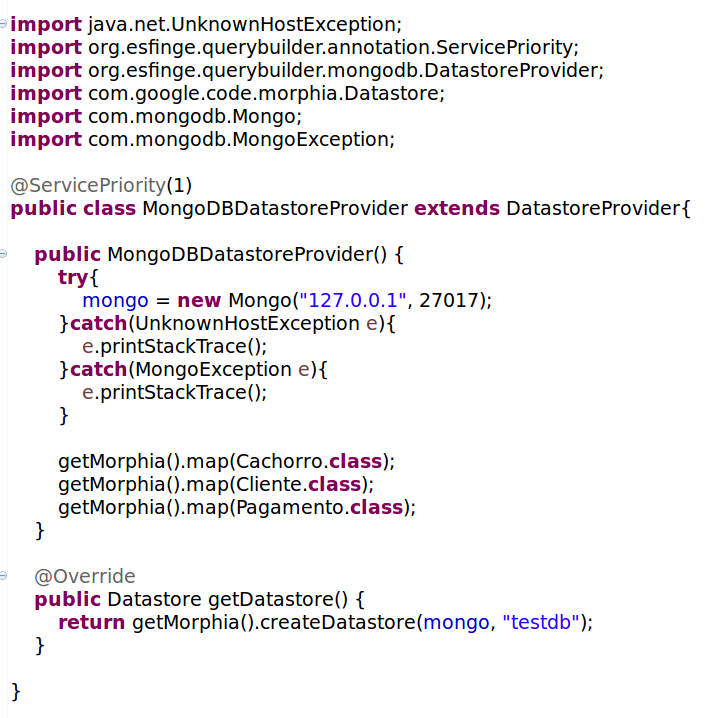 import java.net.UnknownHostException;
import org.esfinge.querybuilder.annotation.ServicePriority;
import org.esfinge.querybuilder.mongodb.DatastoreProvider;
import com.google.code.morphia.Datastore;
import com.mongodb.Mongo;
import com.mongodb.MongoException;

@ServicePriority(1)
public class MongoDBDatastoreProvider extends DatastoreProvider{

    public MongoDBDatastoreProvider() {
        try{
            mongo = new Mongo("127.0.0.1", 27017);
        }catch(UnknownHostException e){
            e.printStackTrace();
        }catch(MongoException e){
            e.printStackTrace();
        }

        getMorphia().map(Cachorro.class);
        getMorphia().map(Cliente.class);
        getMorphia().map(Pagamento.class);
    }

    @Override
    public Datastore getDatastore() {
        return getMorphia().createDatastore(mongo, "testdb");
    }

}